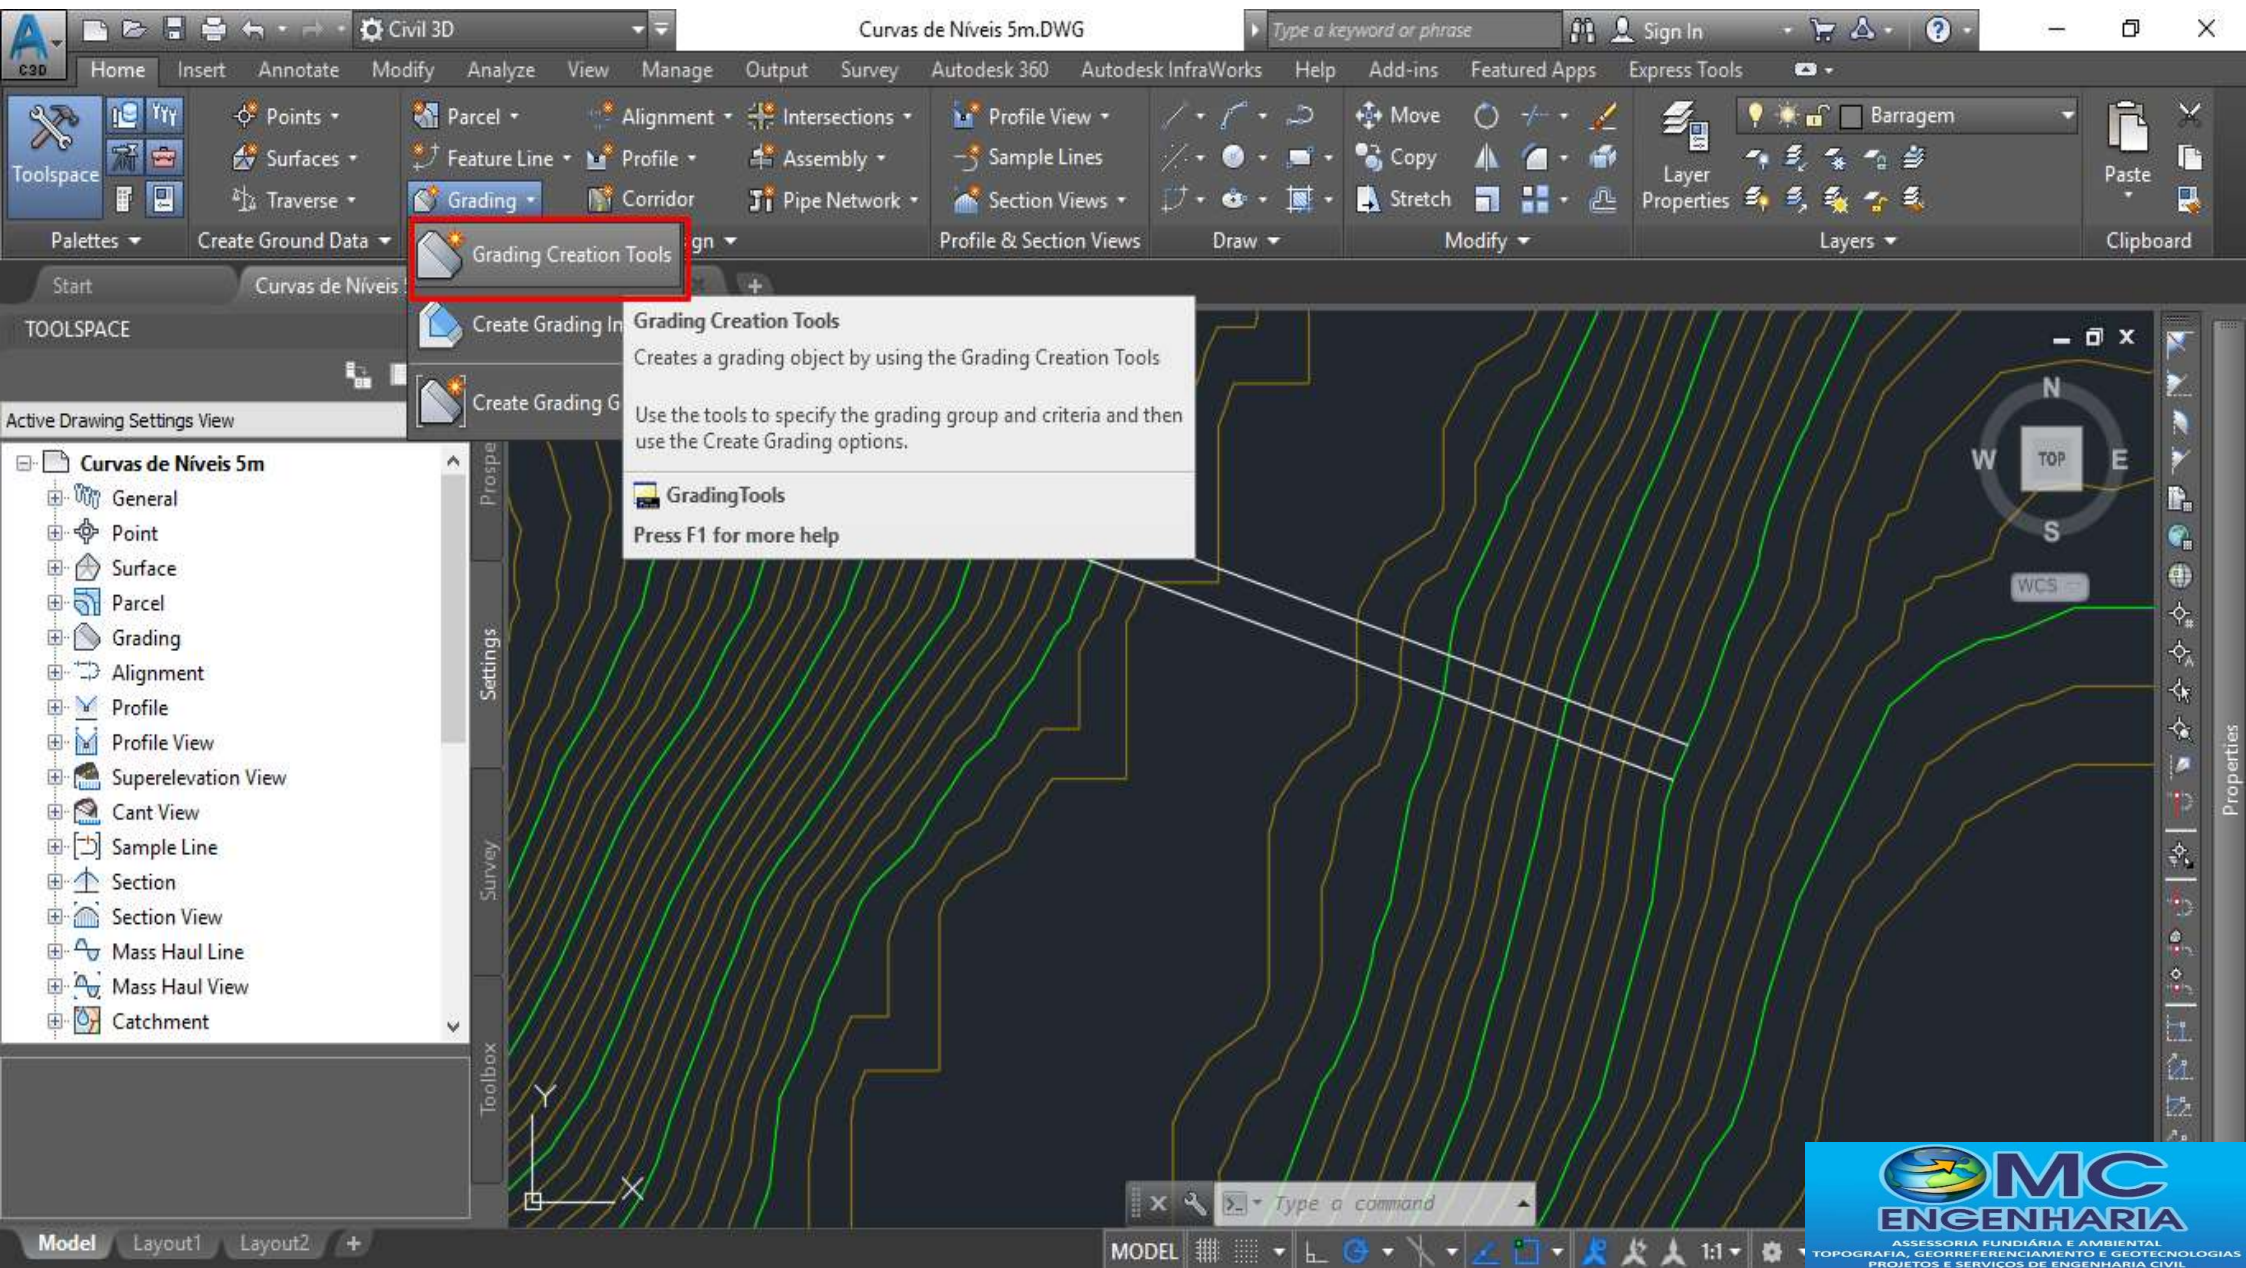 C3D
Civil 3D
Curvas de Níveis 5m.DWG
Type a keyword or phrase
Sign In
Home Insert Annotate Modify Analyze View Manage Output Survey Autodesk 360 Autodesk InfraWorks Help Add-ins Featured Apps Express Tools
Toolspace
Points
Surfaces
Traverse
Parcel
Feature Line
Grading
Alignment
Profile
Corridor
Intersections
Assembly
Pipe Network
Profile View
Sample Lines
Section Views
Move
Copy
Stretch
Layer
Properties
Barragem
Paste
Palettes
Create Ground Data
gn
Profile & Section Views
Draw
Modify
Layers
Clipboard
Grading Creation Tools
Create Grading In
Create Grading G
Start
Curvas de Níveis
Grading Creation Tools
Creates a grading object by using the Grading Creation Tools
Use the tools to specify the grading group and criteria and then
use the Create Grading options.
GradingTools
Press F1 for more help
TOOLSPACE
Active Drawing Settings View
Curvas de Níveis 5m
General
Point
Surface
Parcel
Grading
Alignment
Profile
Profile View
Superelevation View
Cant View
Sample Line
Section
Section View
Mass Haul Line
Mass Haul View
Catchment
Prospe
Settings
Survey
Toolbox
N
W TOP E
S
WCS
Properties
Y
X
Type a command
Model Layout1 Layout2
MODEL
1:1
MC
ENGENHARIA
ASSESSORIA FUNDIÁRIA E AMBIENTAL
TOPOGRAFIA, GEORREFERENCIAMENTO E GEOTECNOLOGIAS
PROJETOS E SERVIÇOS DE ENGENHARIA CIVIL